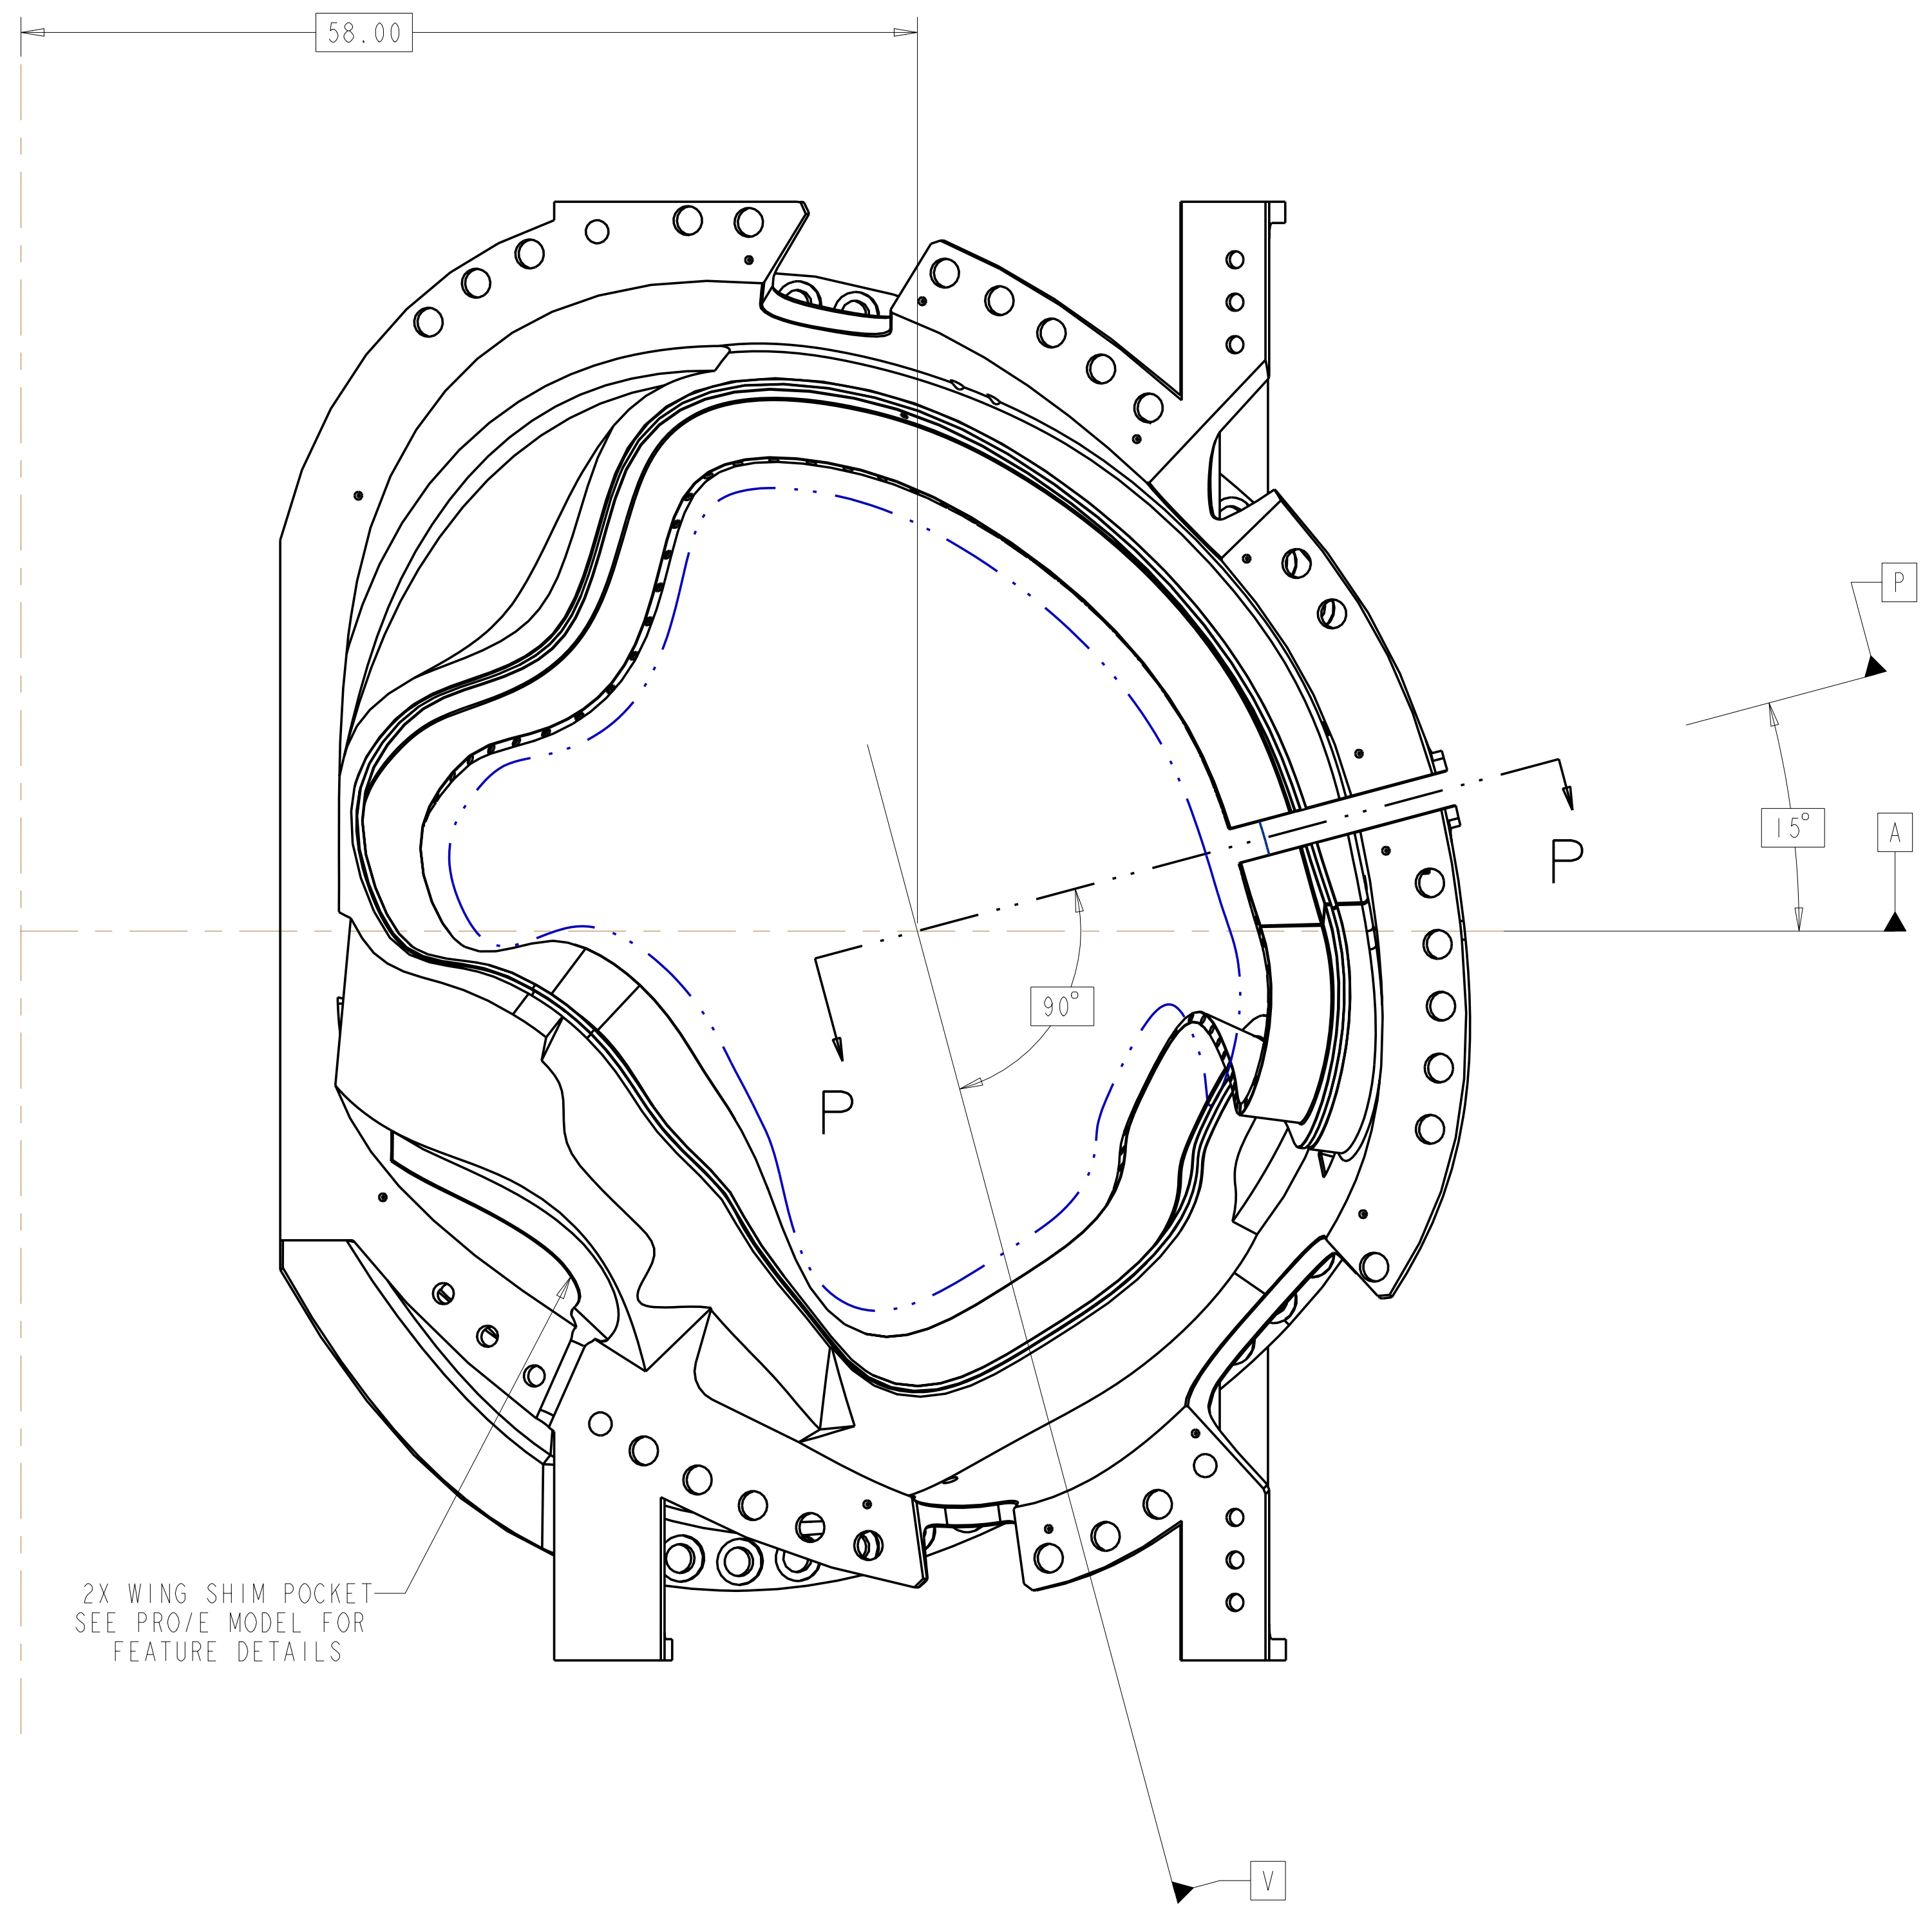 58.00
P
15°
A
P
90°
P
2X WING SHIM POCKET
SEE PRO/E MODEL FOR
FEATURE DETAILS
V